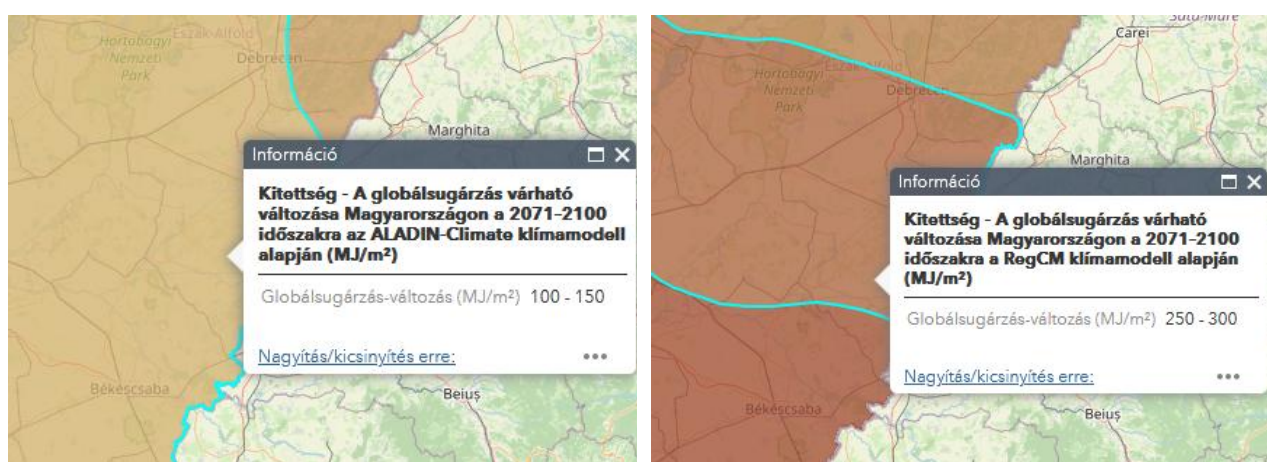 Hortobágyi
Nemzeti
Park
Észak-Alföld
Debrecen
Marghita
Információ
Kitettség - A globálsugárzás várható
változása Magyarországon a 2071-2100
időszakra az ALADIN-Climate klímamodell
alapján (MJ/m²)
Globálsugárzás-változás (MJ/m²) 100 - 150
Nagyítás/kicsinyítés erre:
Békéscsaba
Beiuș
Satu Mare
Carei
Hortobágyi
Nemzeti
Park
Észak-Alföld
Debrecen
Marghita
Információ
Kitettség - A globálsugárzás várható
változása Magyarországon a 2071-2100
időszakra a RegCM klímamodell alapján
(MJ/m²)
Globálsugárzás-változás (MJ/m²) 250 - 300
Nagyítás/kicsinyítés erre:
Békéscsaba
Beiuș